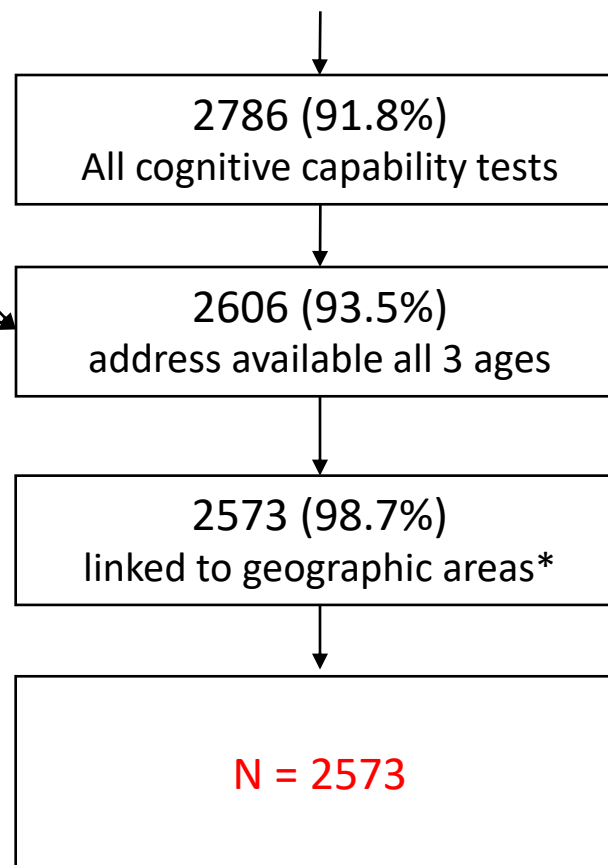 2786 (91.8%)
All cognitive capability tests
2606 (93.5%)
address available all 3 ages
2573 (98.7%)
linked to geographic areas*
N = 2573